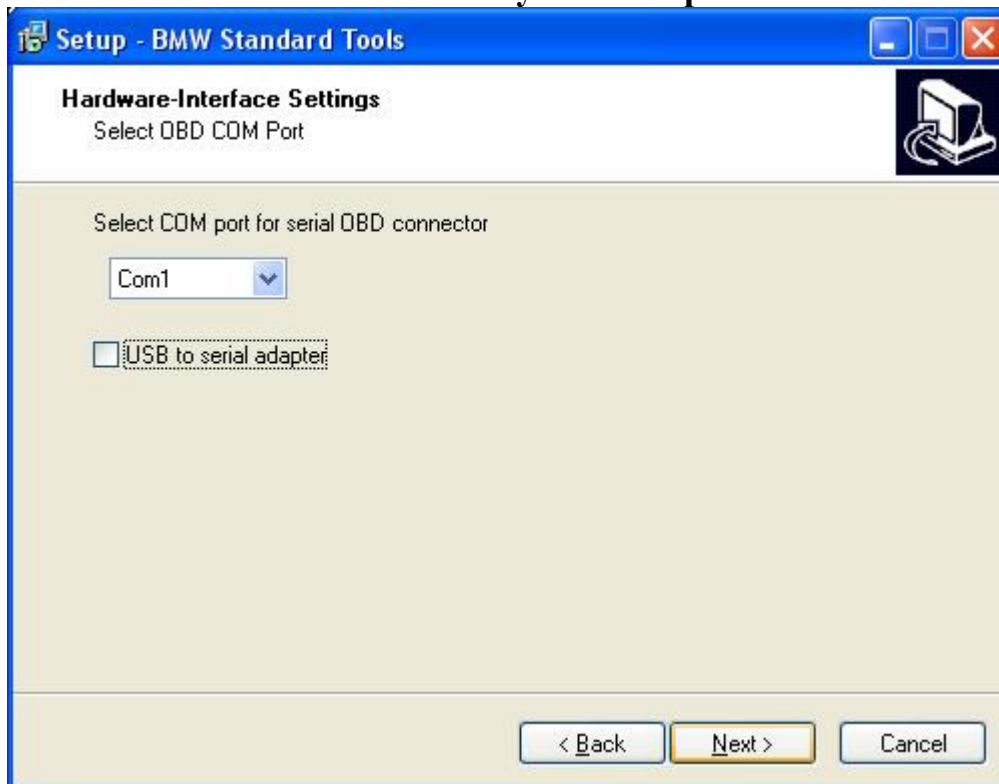 Setup - BMW Standard Tools
Hardware-Interface Settings
Select OBD COM Port
Select COM port for serial OBD connector
Com1
USB to serial adapter
< Back
Next >
Cancel